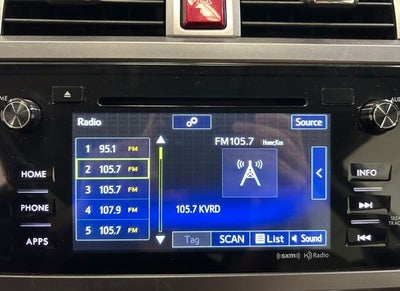 Radio
Source
FM105.7
1 95.1 FM
2 105.7 FM
3 105.7 FM
4 107.9 FM
5 105.7 FM
105.7 KVRD
Tag SCAN List Sound
HOME
PHONE
APPS
INFO
((sxm)) HD Radio